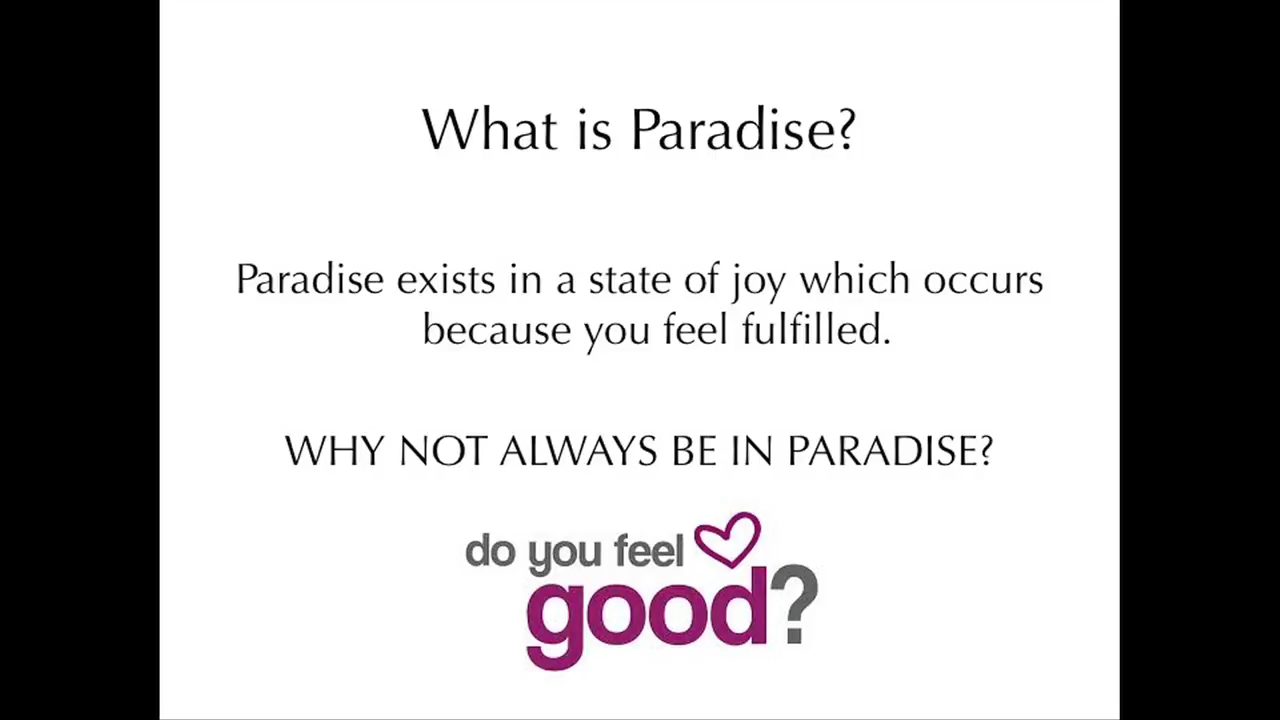 What is Paradise?
Paradise exists in a state of joy which occurs
because you feel fulfilled.
WHY NOT ALWAYS BE IN PARADISE?
do you feel
good?